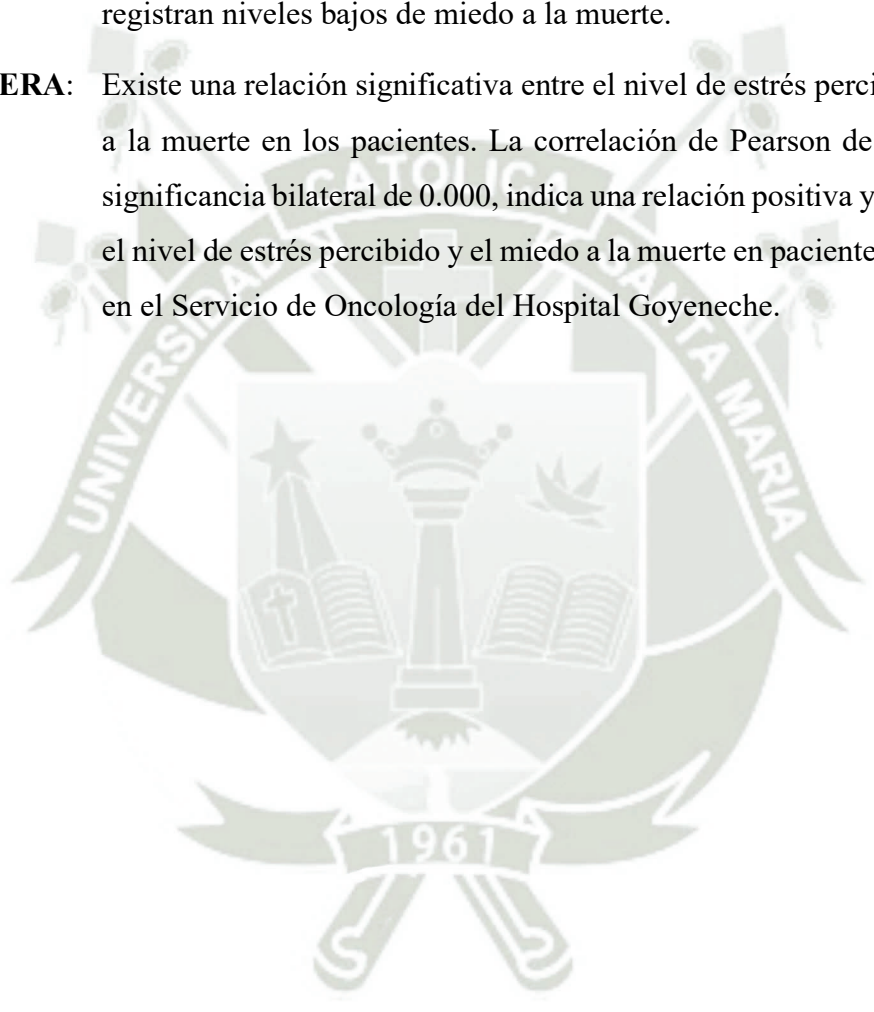 registran niveles bajos de miedo a la muerte.
ERA: Existe una relación significativa entre el nivel de estrés perci
a la muerte en los pacientes. La correlación de Pearson de
significancia bilateral de 0.000, indica una relación positiva y
el nivel de estrés percibido y el miedo a la muerte en paciente
en el Servicio de Oncología del Hospital Goyeneche.
UNIVERSIDAD CATOLICA SANTA MARIA
1961